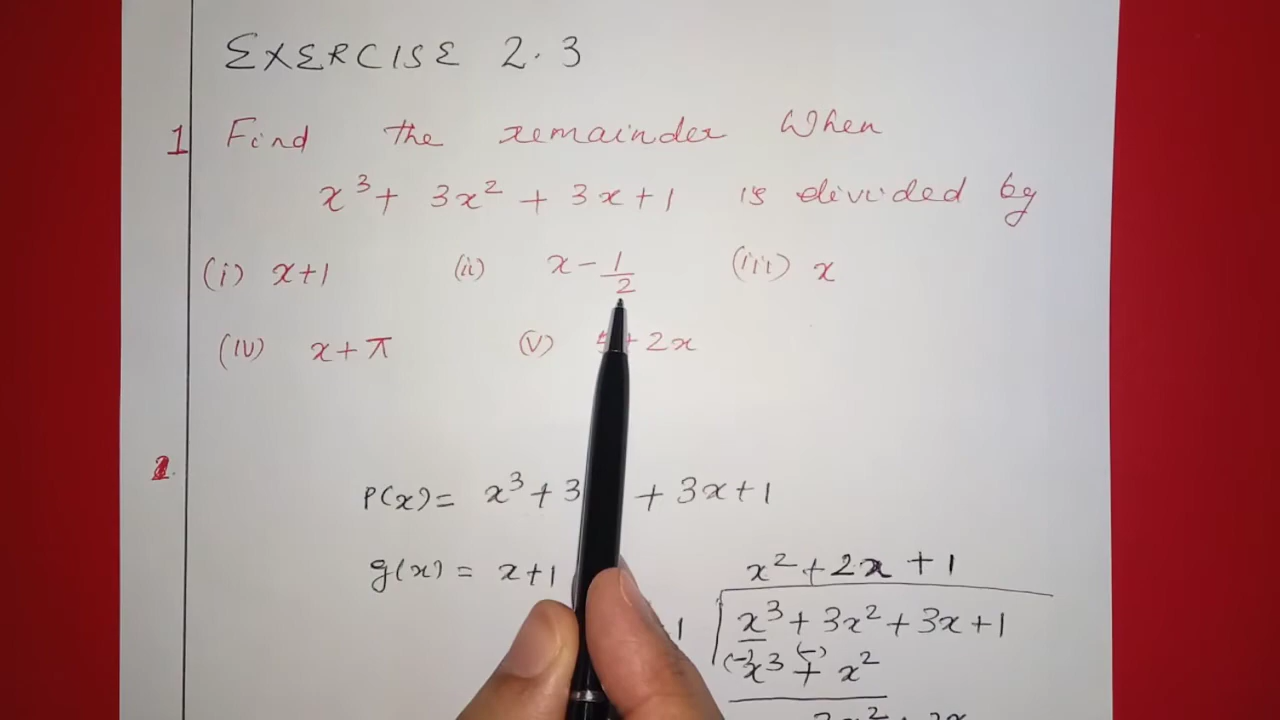 EXERCISE 2.3
1 Find the remainder when
x³ + 3x² + 3x + 1 is divided by
(i) x+1 (ii) x - 1/2 (iii) x
(iv) x + π (v) + 2x
P(x) = x³ + 3 + 3x + 1
g(x) = x+1
x² + 2x + 1
1 x³ + 3x² + 3x + 1
(-) x³ + (-) x²